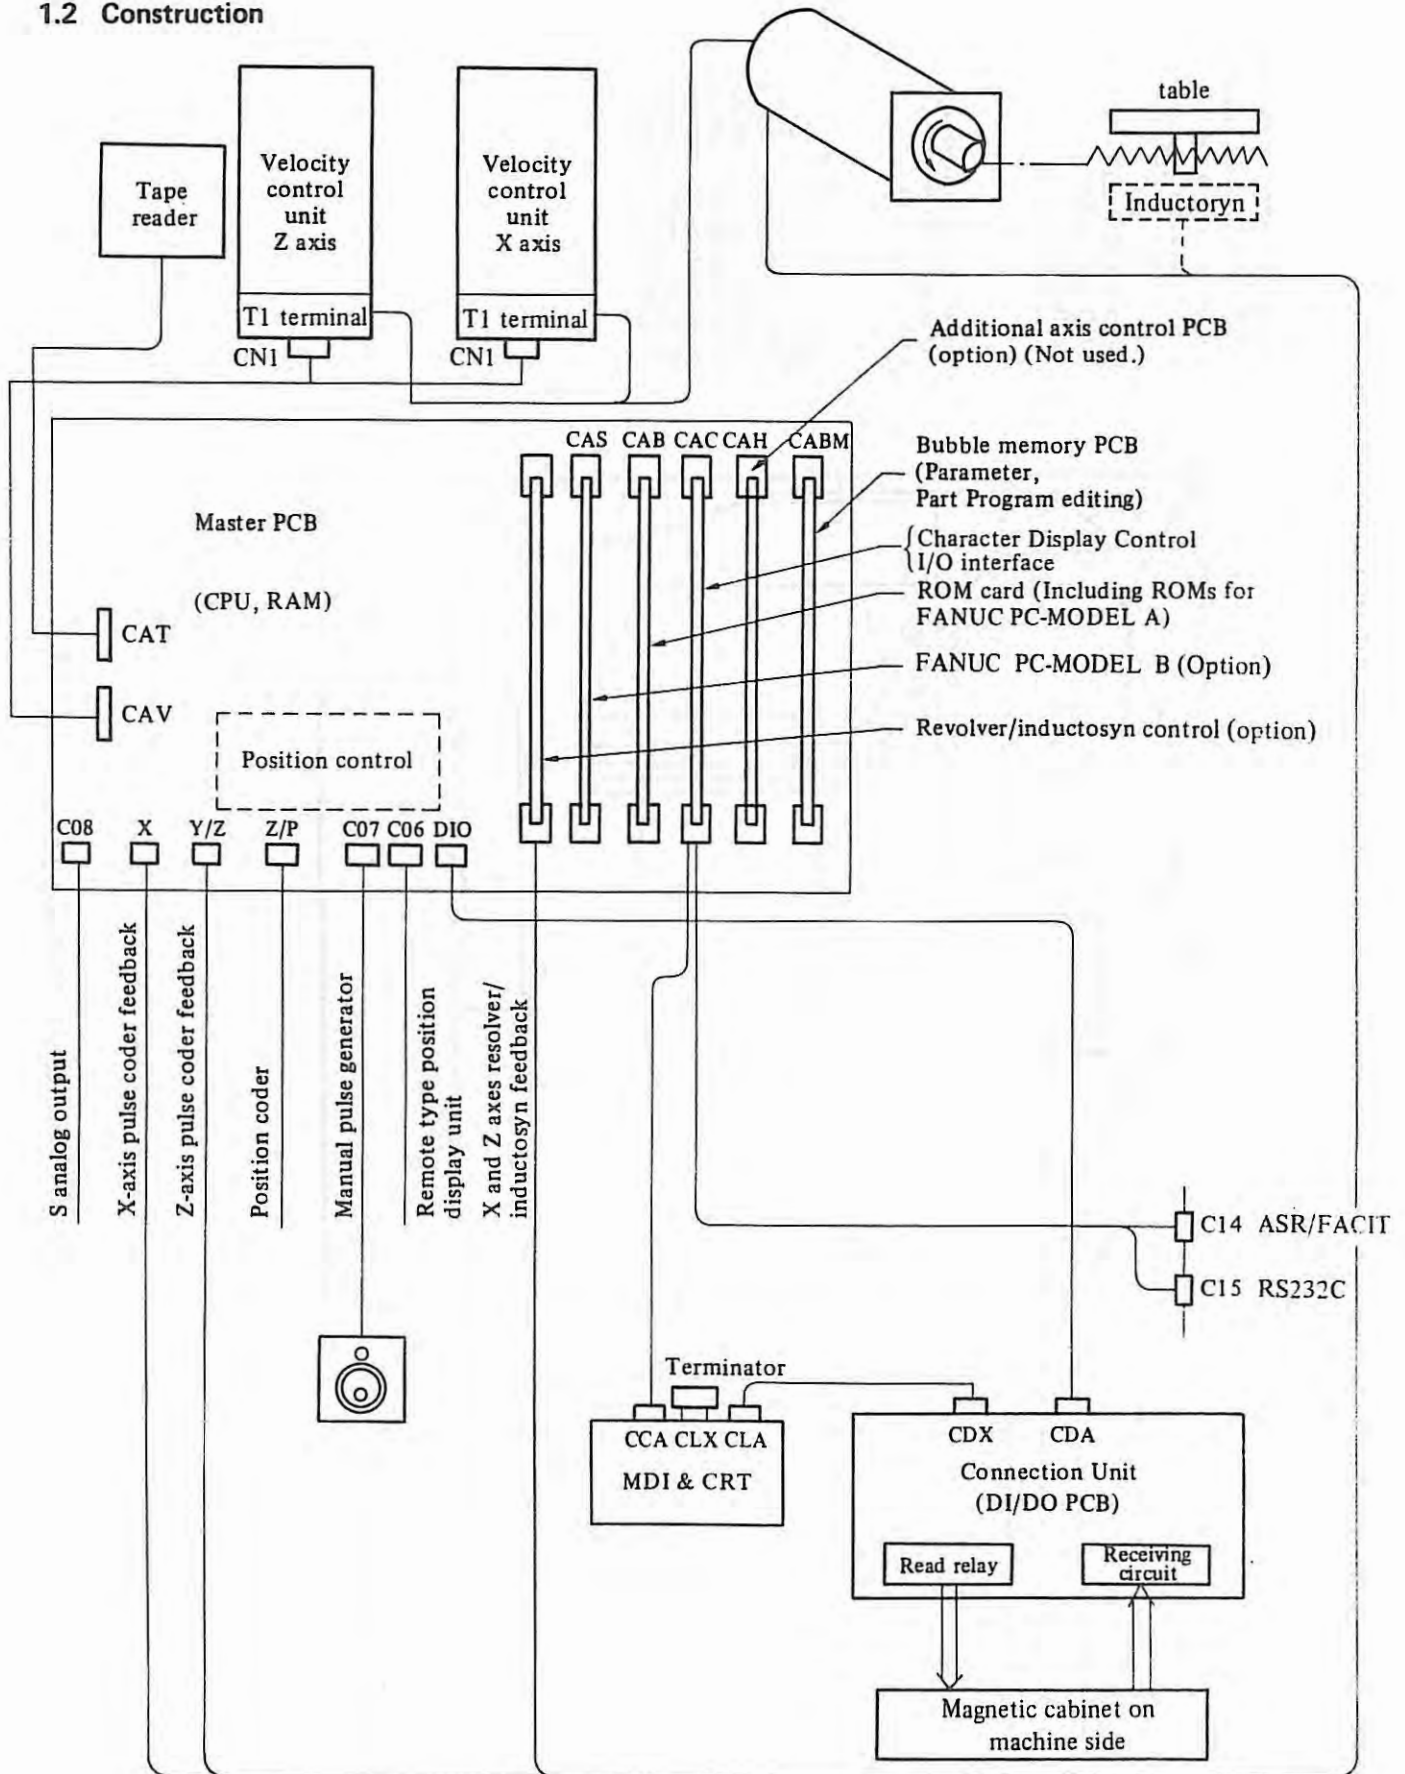 1.2 Construction
table
Tape
reader
Velocity
control
unit
Z axis
Velocity
control
unit
X axis
Inductoryn
T1 terminal
T1 terminal
CN1
CN1
Additional axis control PCB
(option) (Not used.)
CAS CAB CAC CAH CABM
Bubble memory PCB
(Parameter,
Part Program editing)
Master PCB
(CPU, RAM)
Character Display Control
I/O interface
ROM card (Including ROMs for
FANUC PC-MODEL A)
CAT
FANUC PC-MODEL B (Option)
CAV
Revolver/inductosyn control (option)
Position control
C08 X Y/Z Z/P C07 C06 DIO
S analog output
X-axis pulse coder feedback
Z-axis pulse coder feedback
Position coder
Manual pulse generator
Remote type position
display unit
X and Z axes resolver/
inductosyn feedback
C14 ASR/FACIT
C15 RS232C
Terminator
CCA CLX CLA
MDI & CRT
CDX CDA
Connection Unit
(DI/DO PCB)
Read relay
Receiving
circuit
Magnetic cabinet on
machine side